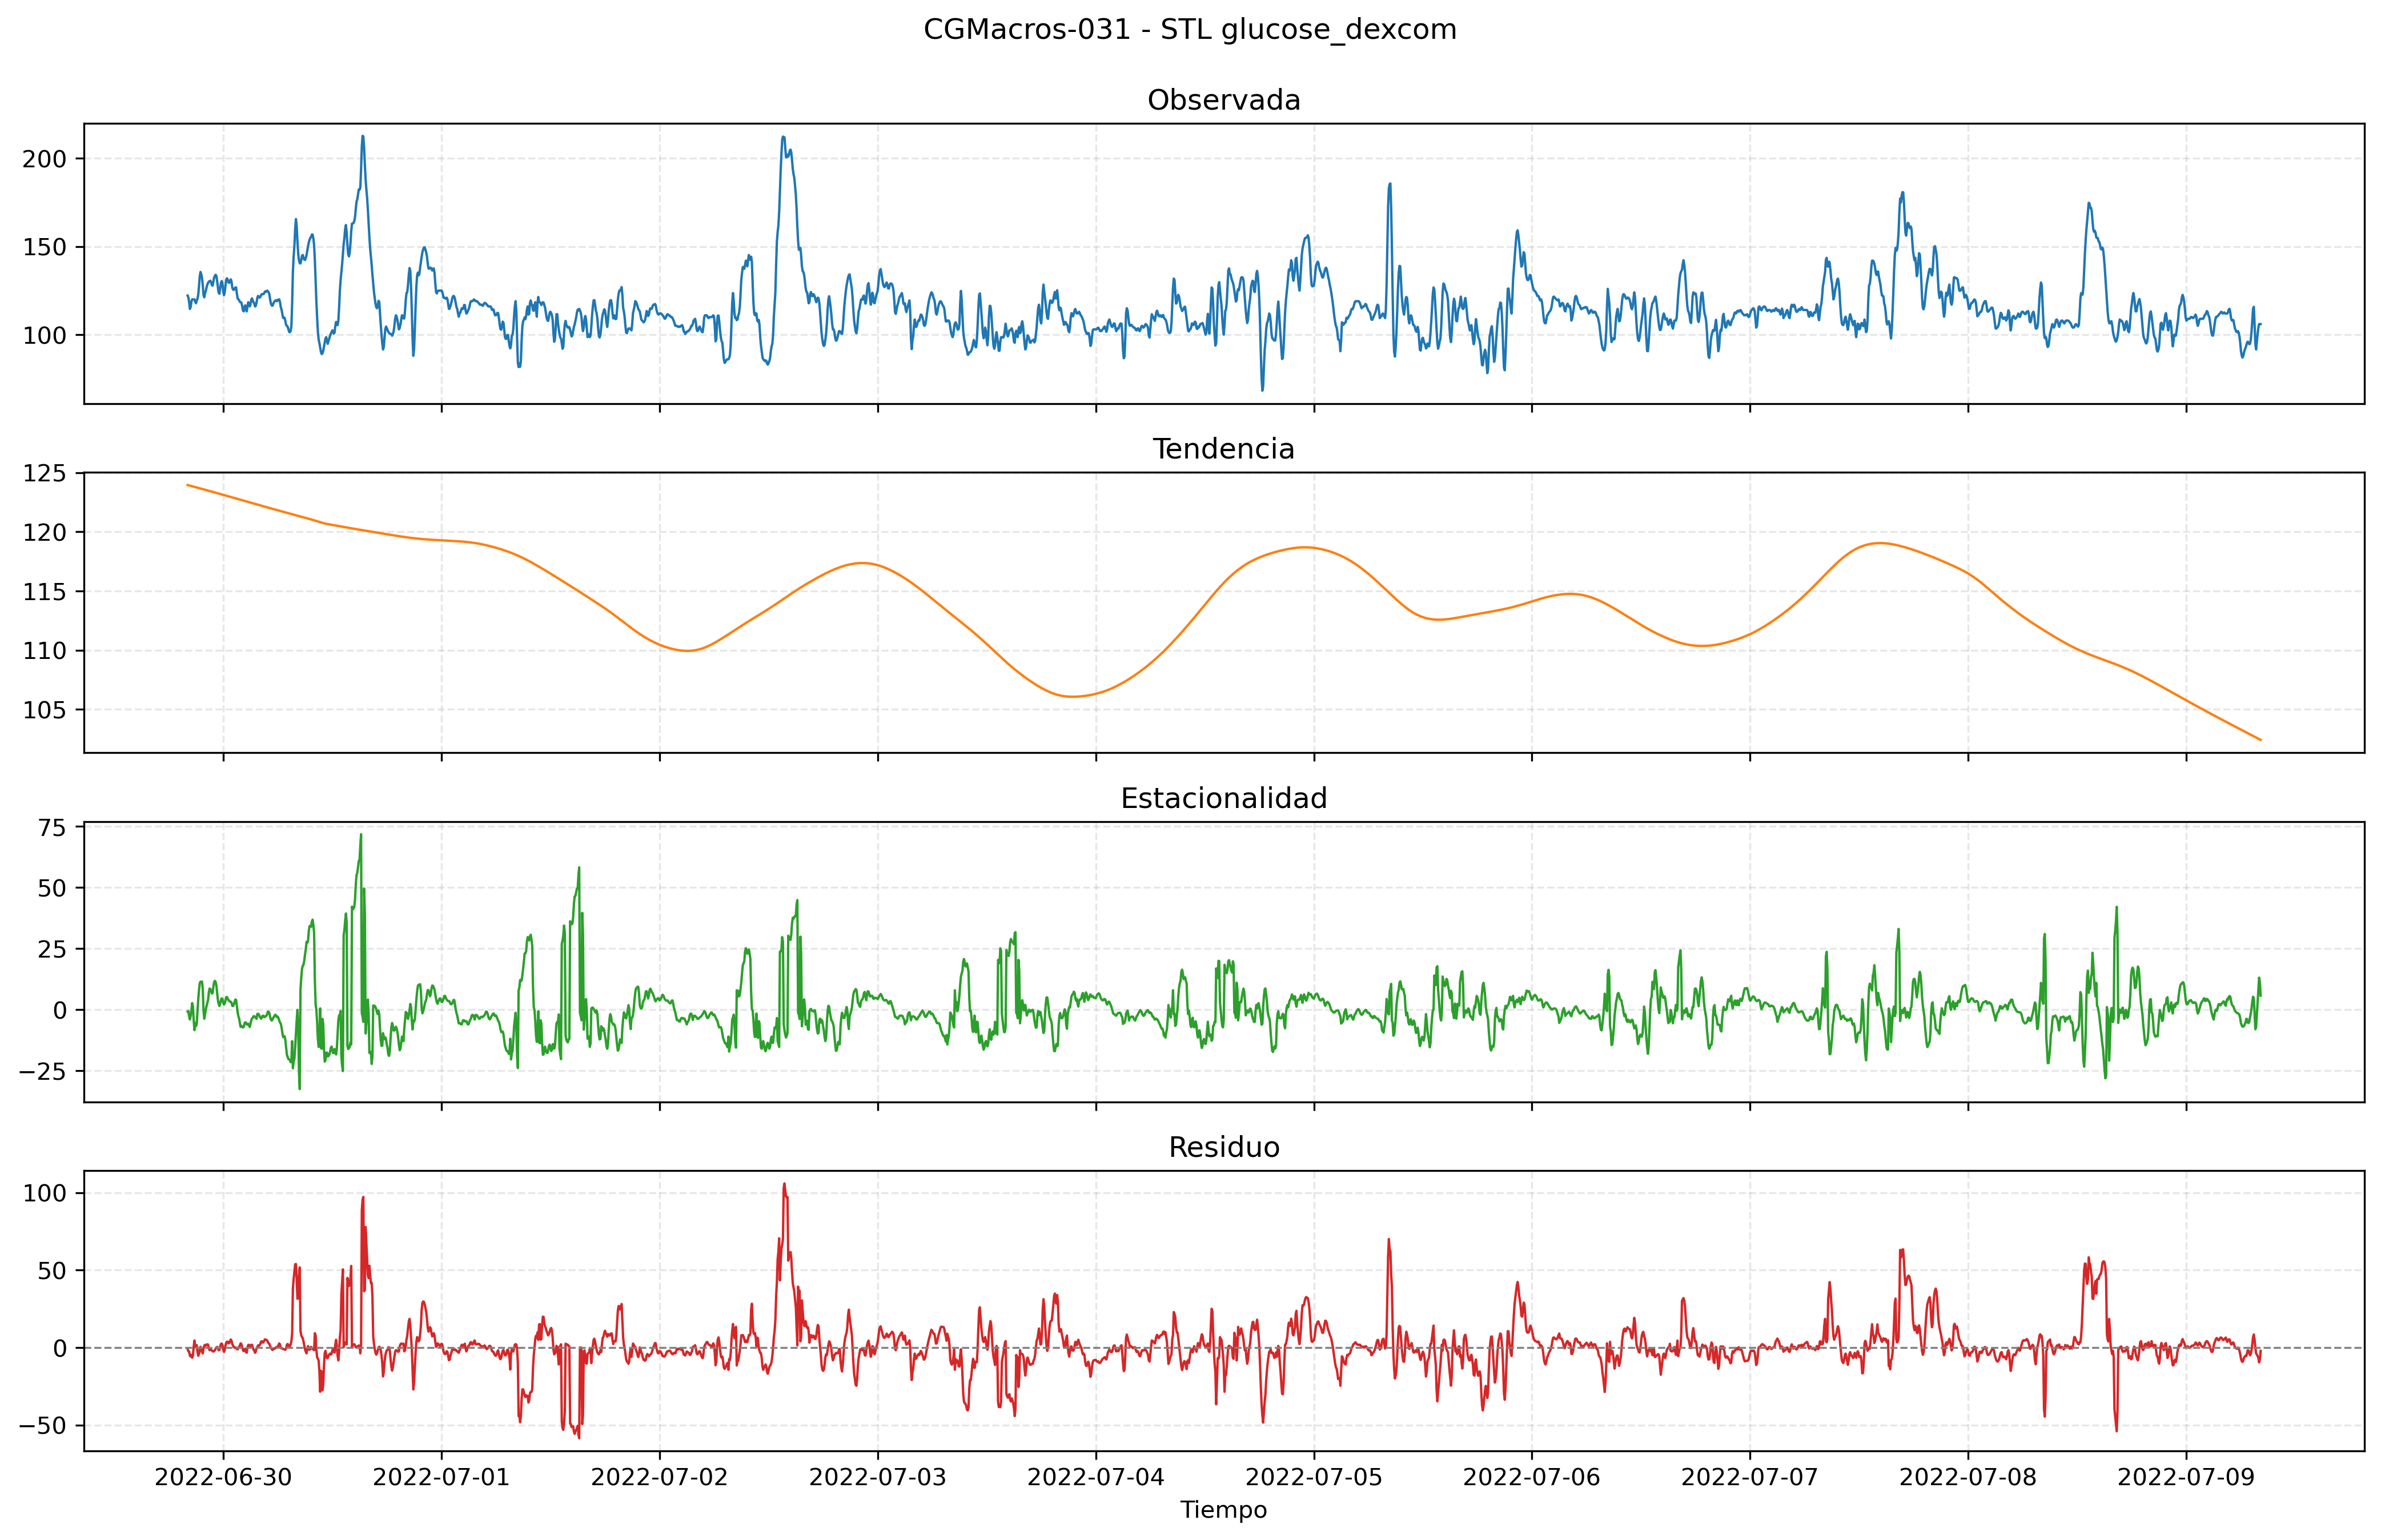 CGMacros-031 - STL glucose_dexcom
Observada
200
150
100
Tendencia
125
120
115
110
105
Estacionalidad
75
50
25
0
−25
Residuo
100
50
0
−50
2022-06-30 2022-07-01 2022-07-02 2022-07-03 2022-07-04 2022-07-05 2022-07-06 2022-07-07 2022-07-08 2022-07-09
Tiempo